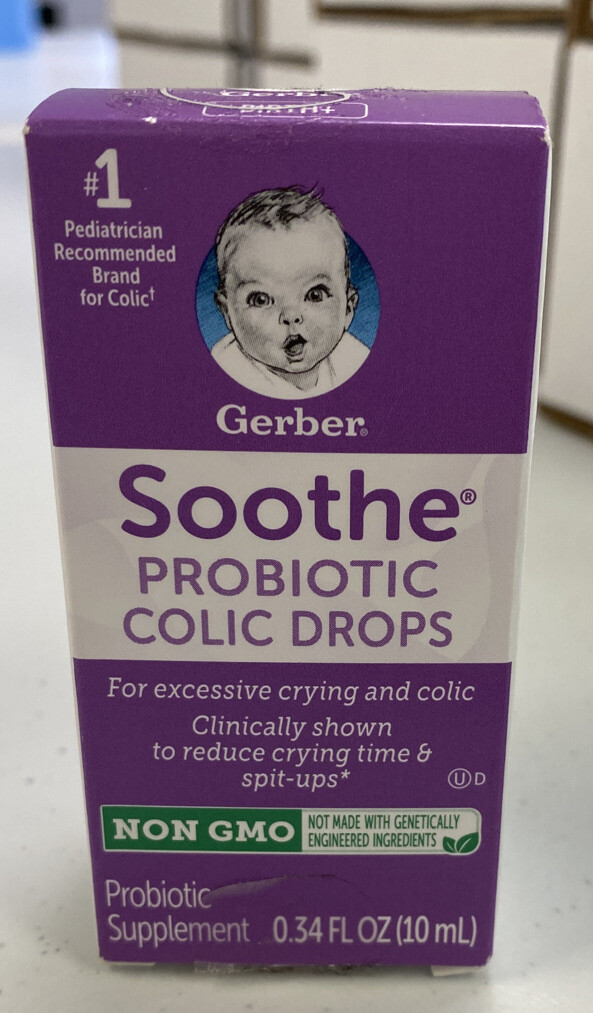 BIRTH+
#1
Pediatrician
Recommended
Brand
for Colic†
Gerber®
Soothe®
PROBIOTIC
COLIC DROPS
For excessive crying and colic
Clinically shown
to reduce crying time &
spit-ups*
U D
NON GMO
NOT MADE WITH GENETICALLY
ENGINEERED INGREDIENTS
Probiotic
Supplement 0.34 FL OZ (10 mL)